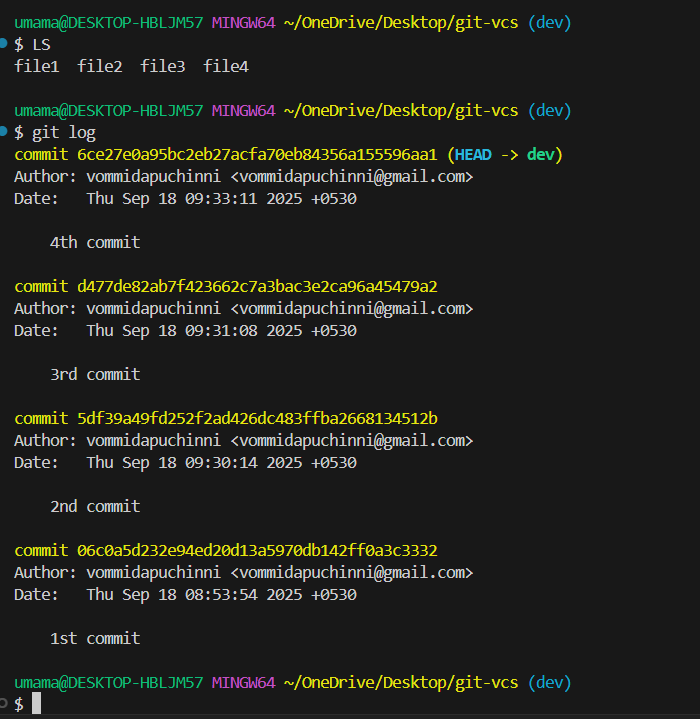 umama@DESKTOP-HBLJM57 MINGW64 ~/OneDrive/Desktop/git-vcs (dev)
$ LS
file1  file2  file3  file4
umama@DESKTOP-HBLJM57 MINGW64 ~/OneDrive/Desktop/git-vcs (dev)
$ git log
commit 6ce27e0a95bc2eb27acfa70eb84356a155596aa1 (HEAD -> dev)
Author: vommidapuchinni <vommidapuchinni@gmail.com>
Date:   Thu Sep 18 09:33:11 2025 +0530
4th commit
commit d477de82ab7f423662c7a3bac3e2ca96a45479a2
Author: vommidapuchinni <vommidapuchinni@gmail.com>
Date:   Thu Sep 18 09:31:08 2025 +0530
3rd commit
commit 5df39a49fd252f2ad426dc483ffba2668134512b
Author: vommidapuchinni <vommidapuchinni@gmail.com>
Date:   Thu Sep 18 09:30:14 2025 +0530
2nd commit
commit 06c0a5d232e94ed20d13a5970db142ff0a3c3332
Author: vommidapuchinni <vommidapuchinni@gmail.com>
Date:   Thu Sep 18 08:53:54 2025 +0530
1st commit
umama@DESKTOP-HBLJM57 MINGW64 ~/OneDrive/Desktop/git-vcs (dev)
$